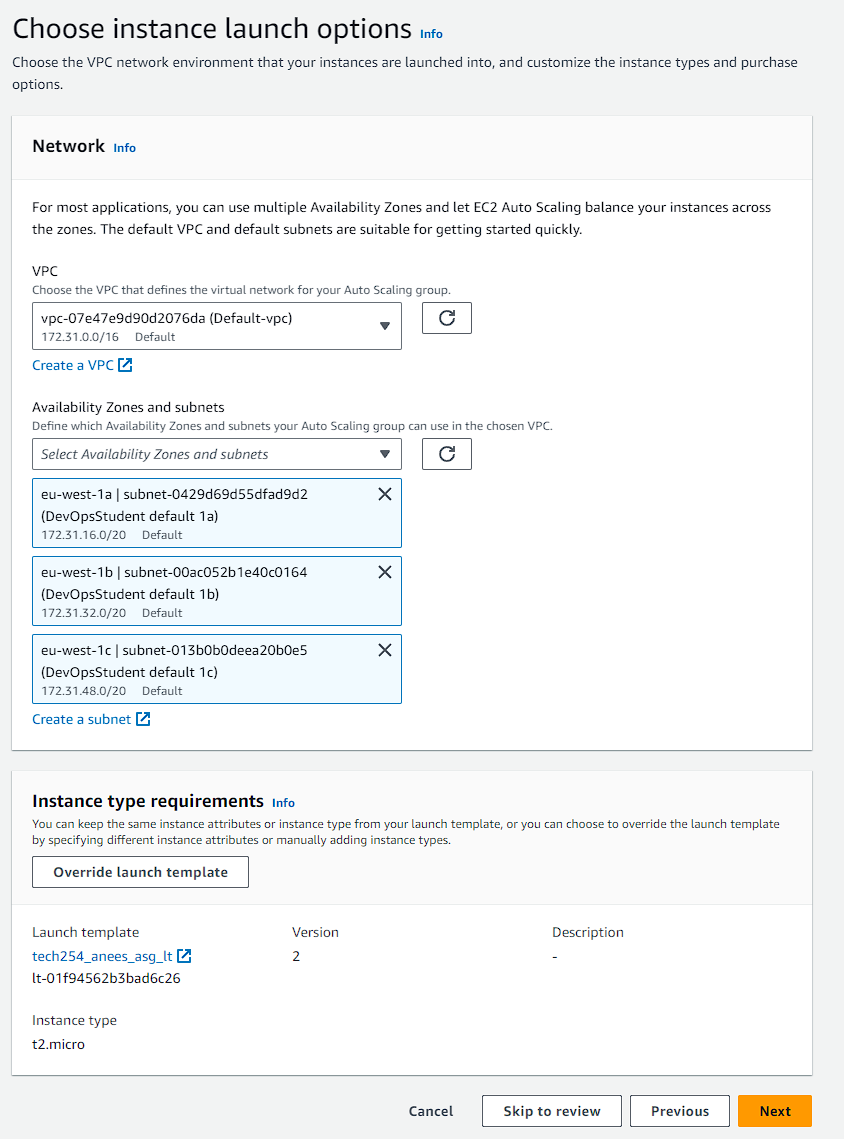 Choose instance launch options Info
Choose the VPC network environment that your instances are launched into, and customize the instance types and purchase
options.
Network Info
For most applications, you can use multiple Availability Zones and let EC2 Auto Scaling balance your instances across
the zones. The default VPC and default subnets are suitable for getting started quickly.
VPC
Choose the VPC that defines the virtual network for your Auto Scaling group.
vpc-07e47e9d90d2076da (Default-vpc)
172.31.0.0/16 Default
Create a VPC
Availability Zones and subnets
Define which Availability Zones and subnets your Auto Scaling group can use in the chosen VPC.
Select Availability Zones and subnets
eu-west-1a | subnet-0429d69d55dfad9d2
(DevOpsStudent default 1a)
172.31.16.0/20 Default
eu-west-1b | subnet-00ac052b1e40c0164
(DevOpsStudent default 1b)
172.31.32.0/20 Default
eu-west-1c | subnet-013b0b0deea20b0e5
(DevOpsStudent default 1c)
172.31.48.0/20 Default
Create a subnet
Instance type requirements Info
You can keep the same instance attributes or instance type from your launch template, or you can choose to override the launch template
by specifying different instance attributes or manually adding instance types.
Override launch template
Launch template Version Description
tech254_anees_asg_lt 2 -
lt-01f94562b3bad6c26
Instance type
t2.micro
Cancel Skip to review Previous Next